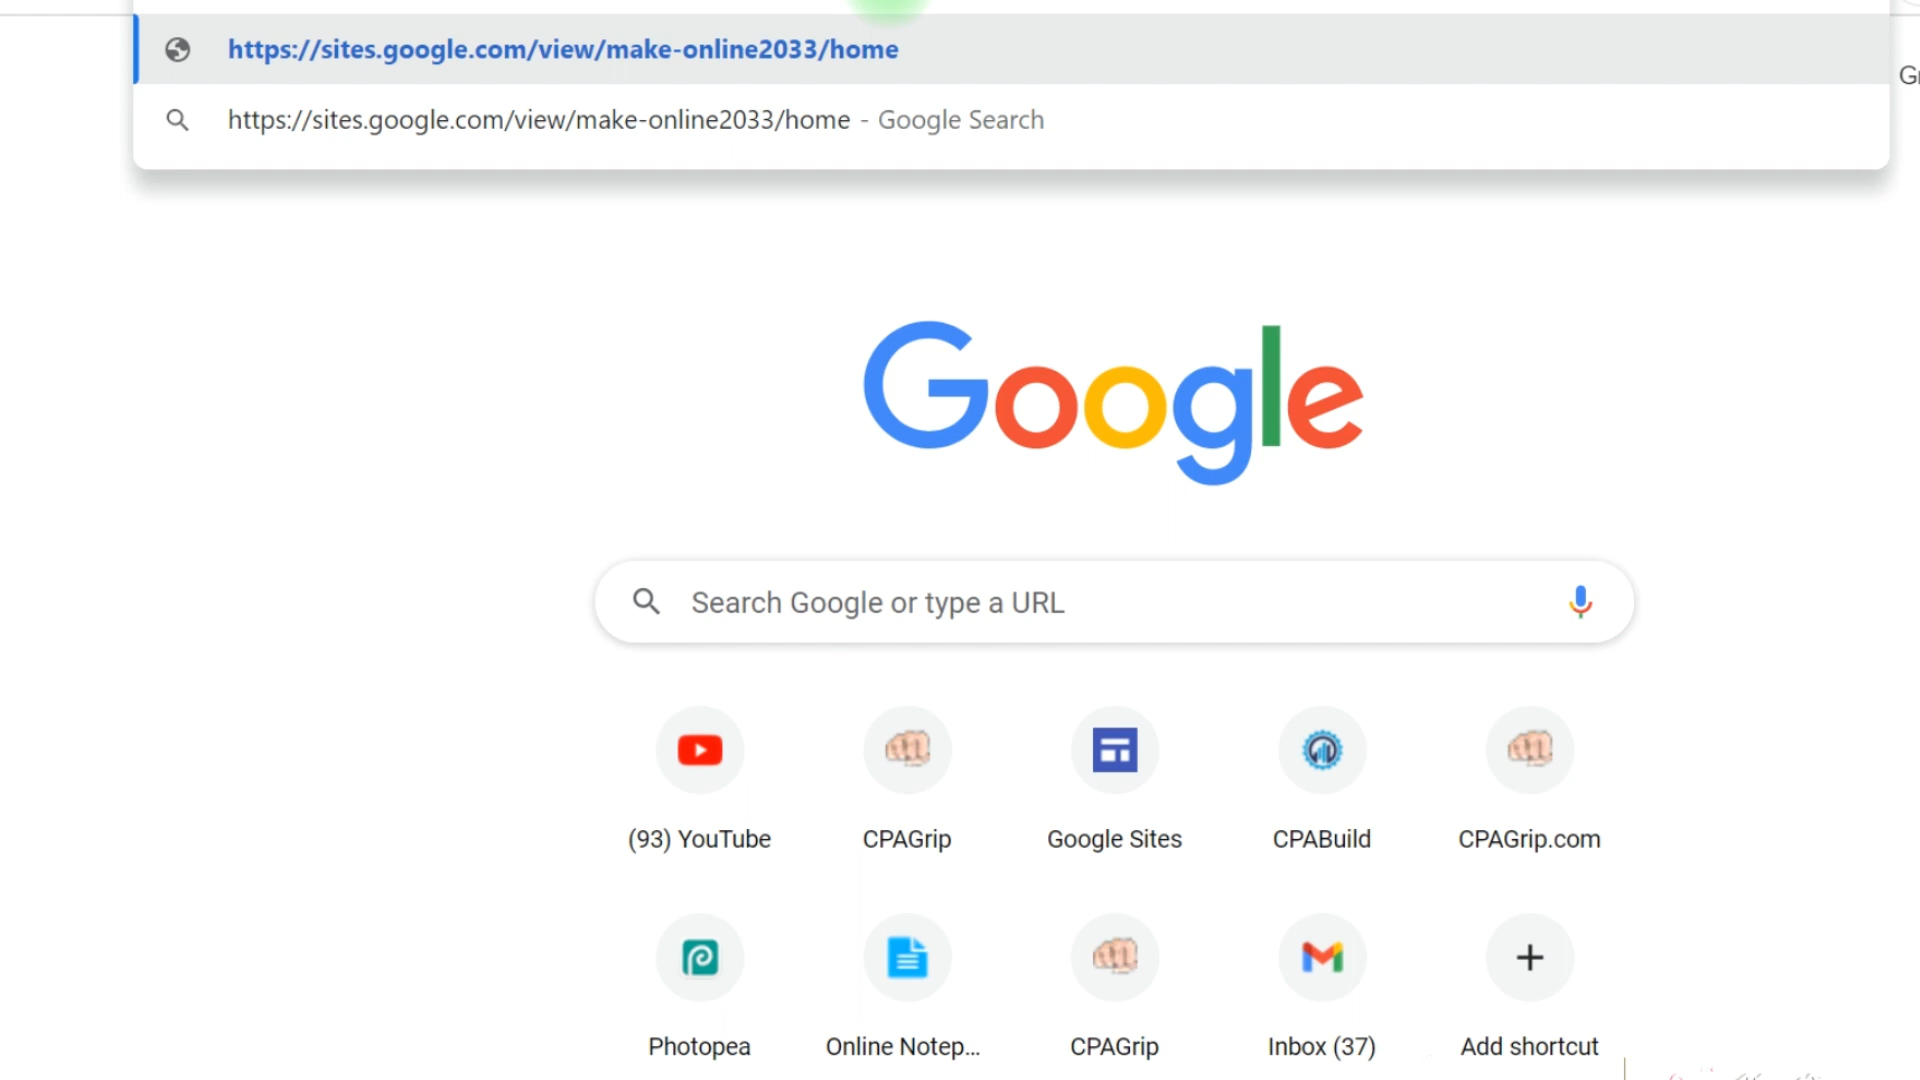 https://sites.google.com/view/make-online2033/home
https://sites.google.com/view/make-online2033/home - Google Search
Google
Search Google or type a URL
(93) YouTube
CPAGrip
Google Sites
CPABuild
CPAGrip.com
Photopea
Online Notep...
CPAGrip
Inbox (37)
Add shortcut